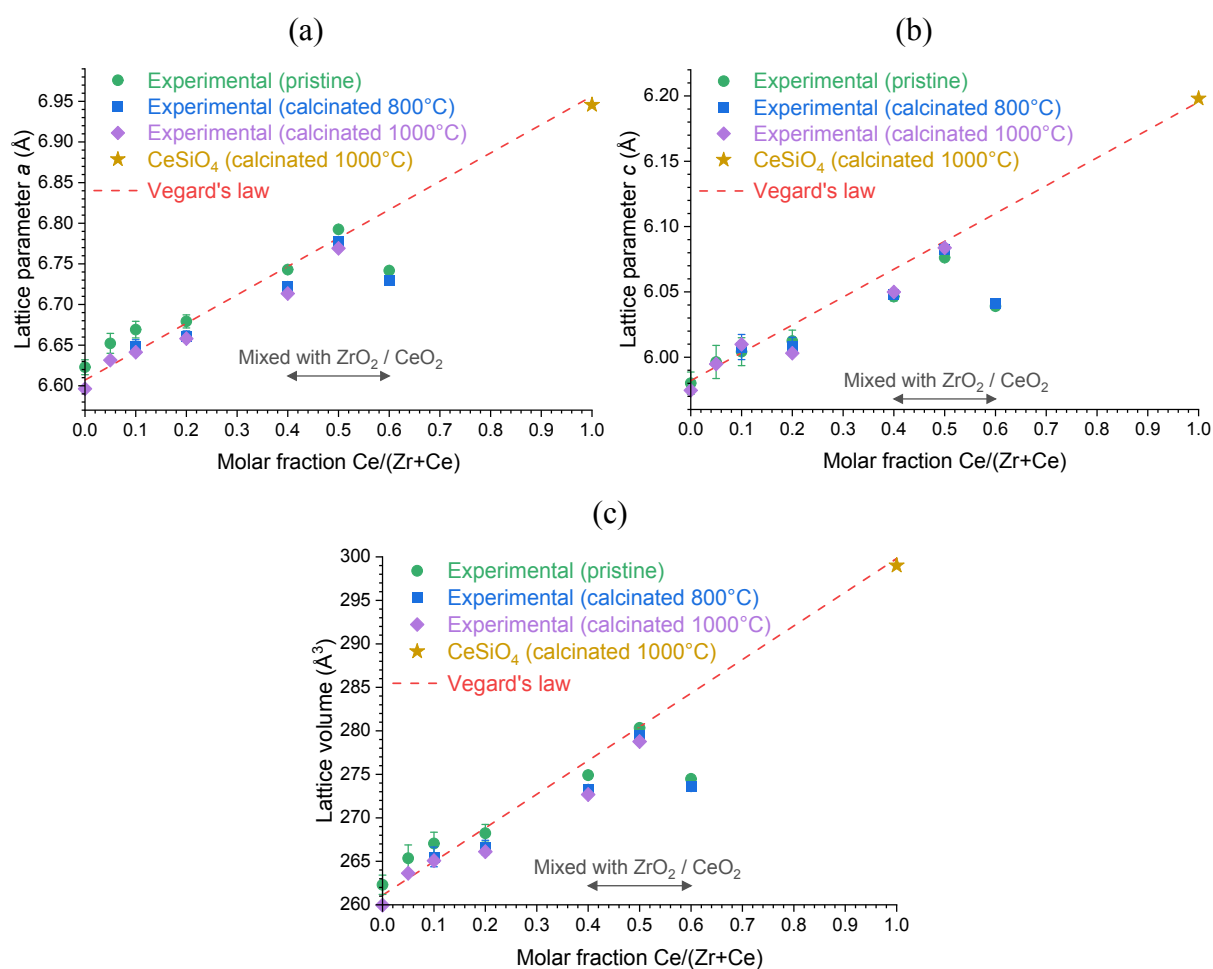 (a)
Experimental (pristine)
Experimental (calcinated 800°C)
Experimental (calcinated 1000°C)
CeSiO₄ (calcinated 1000°C)
Vegard's law
Lattice parameter a (Å)
6.95
6.90
6.85
6.80
6.75
6.70
6.65
6.60
Mixed with ZrO₂ / CeO₂
0.0 0.1 0.2 0.3 0.4 0.5 0.6 0.7 0.8 0.9 1.0
Molar fraction Ce/(Zr+Ce)
(b)
Experimental (pristine)
Experimental (calcinated 800°C)
Experimental (calcinated 1000°C)
CeSiO₄ (calcinated 1000°C)
Vegard's law
Lattice parameter c (Å)
6.20
6.15
6.10
6.05
6.00
Mixed with ZrO₂ / CeO₂
0.0 0.1 0.2 0.3 0.4 0.5 0.6 0.7 0.8 0.9 1.0
Molar fraction Ce/(Zr+Ce)
(c)
Experimental (pristine)
Experimental (calcinated 800°C)
Experimental (calcinated 1000°C)
CeSiO₄ (calcinated 1000°C)
Vegard's law
Lattice volume (Å³)
300
295
290
285
280
275
270
265
260
Mixed with ZrO₂ / CeO₂
0.0 0.1 0.2 0.3 0.4 0.5 0.6 0.7 0.8 0.9 1.0
Molar fraction Ce/(Zr+Ce)